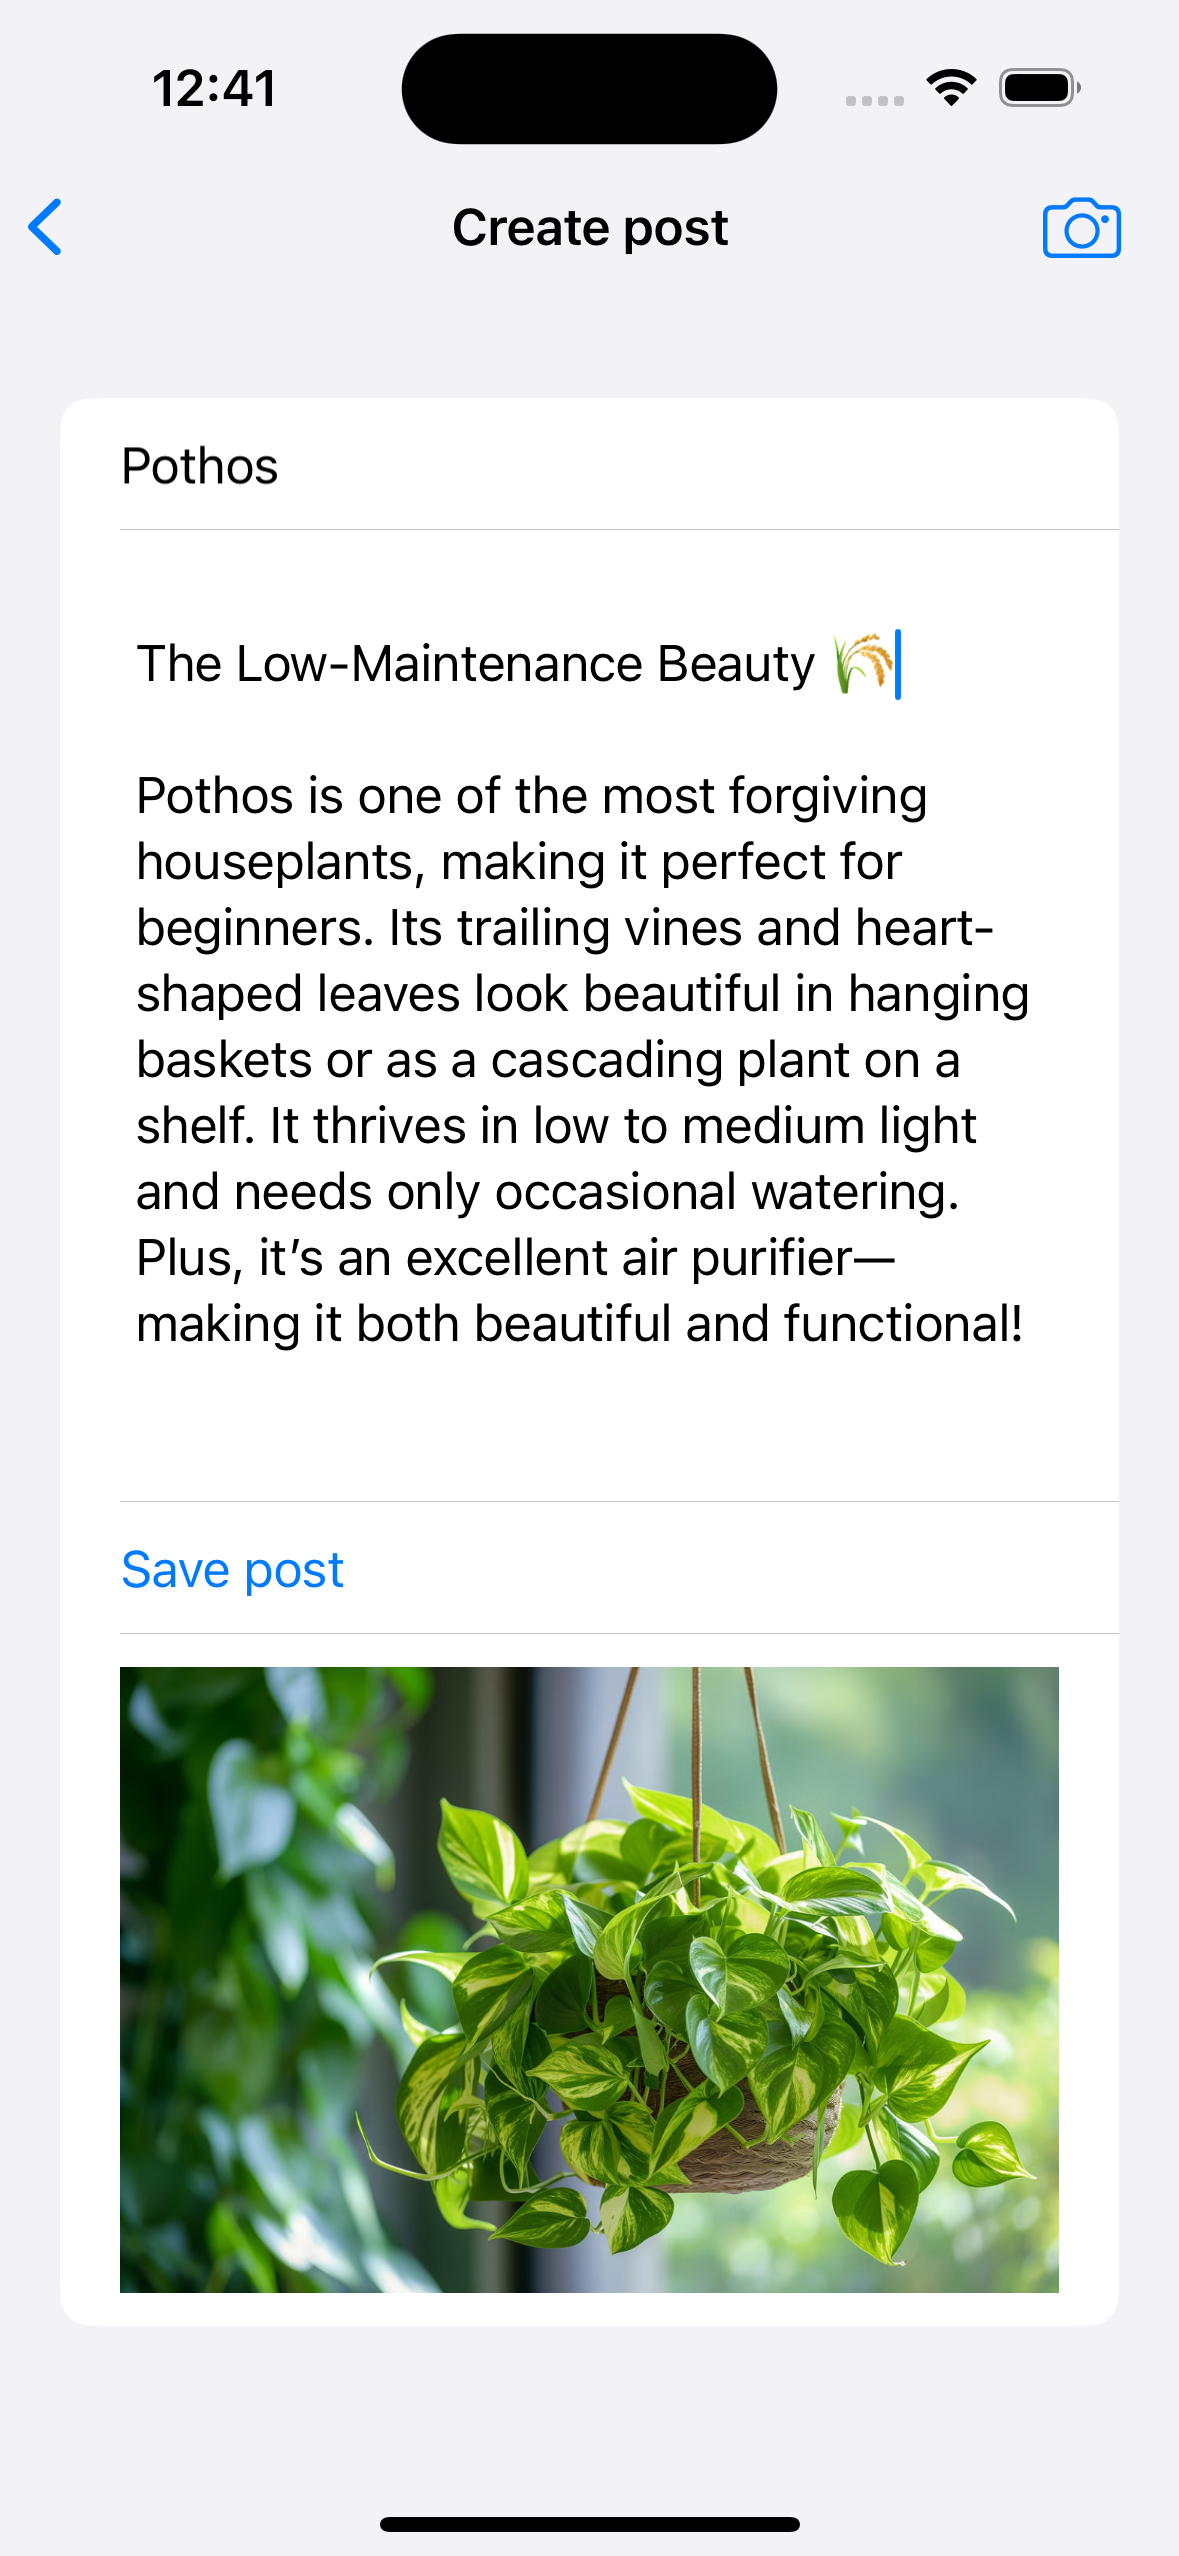 12:41
Create post
Pothos
The Low-Maintenance Beauty 🌾
Pothos is one of the most forgiving
houseplants, making it perfect for
beginners. Its trailing vines and heart-
shaped leaves look beautiful in hanging
baskets or as a cascading plant on a
shelf. It thrives in low to medium light
and needs only occasional watering.
Plus, it’s an excellent air purifier—
making it both beautiful and functional!
Save post